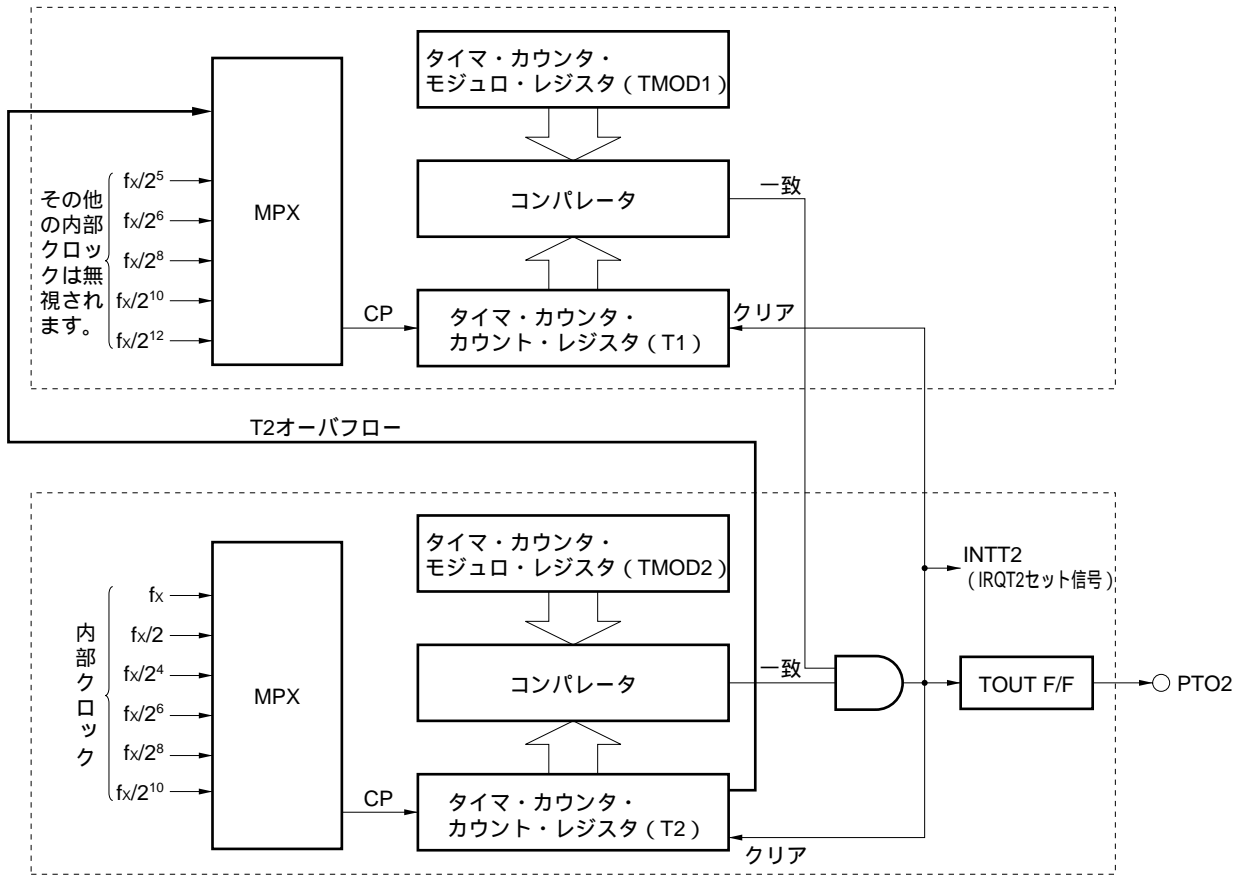 タイマ・カウンタ・
モジュロ・レジスタ（TMOD1）
その他
の内部
クロッ
クは無
視され
ます。
fX/2⁵
fX/2⁶
fX/2⁸
fX/2¹⁰
fX/2¹²
MPX
コンパレータ
一致
CP
タイマ・カウンタ・
カウント・レジスタ（T1）
クリア
T2オーバフロー
タイマ・カウンタ・
モジュロ・レジスタ（TMOD2）
内部クロック
fX
fX/2
fX/2⁴
fX/2⁶
fX/2⁸
fX/2¹⁰
MPX
コンパレータ
一致
INTT2
（IRQT2セット信号）
TOUT F/F
PTO2
CP
タイマ・カウンタ・
カウント・レジスタ（T2）
クリア